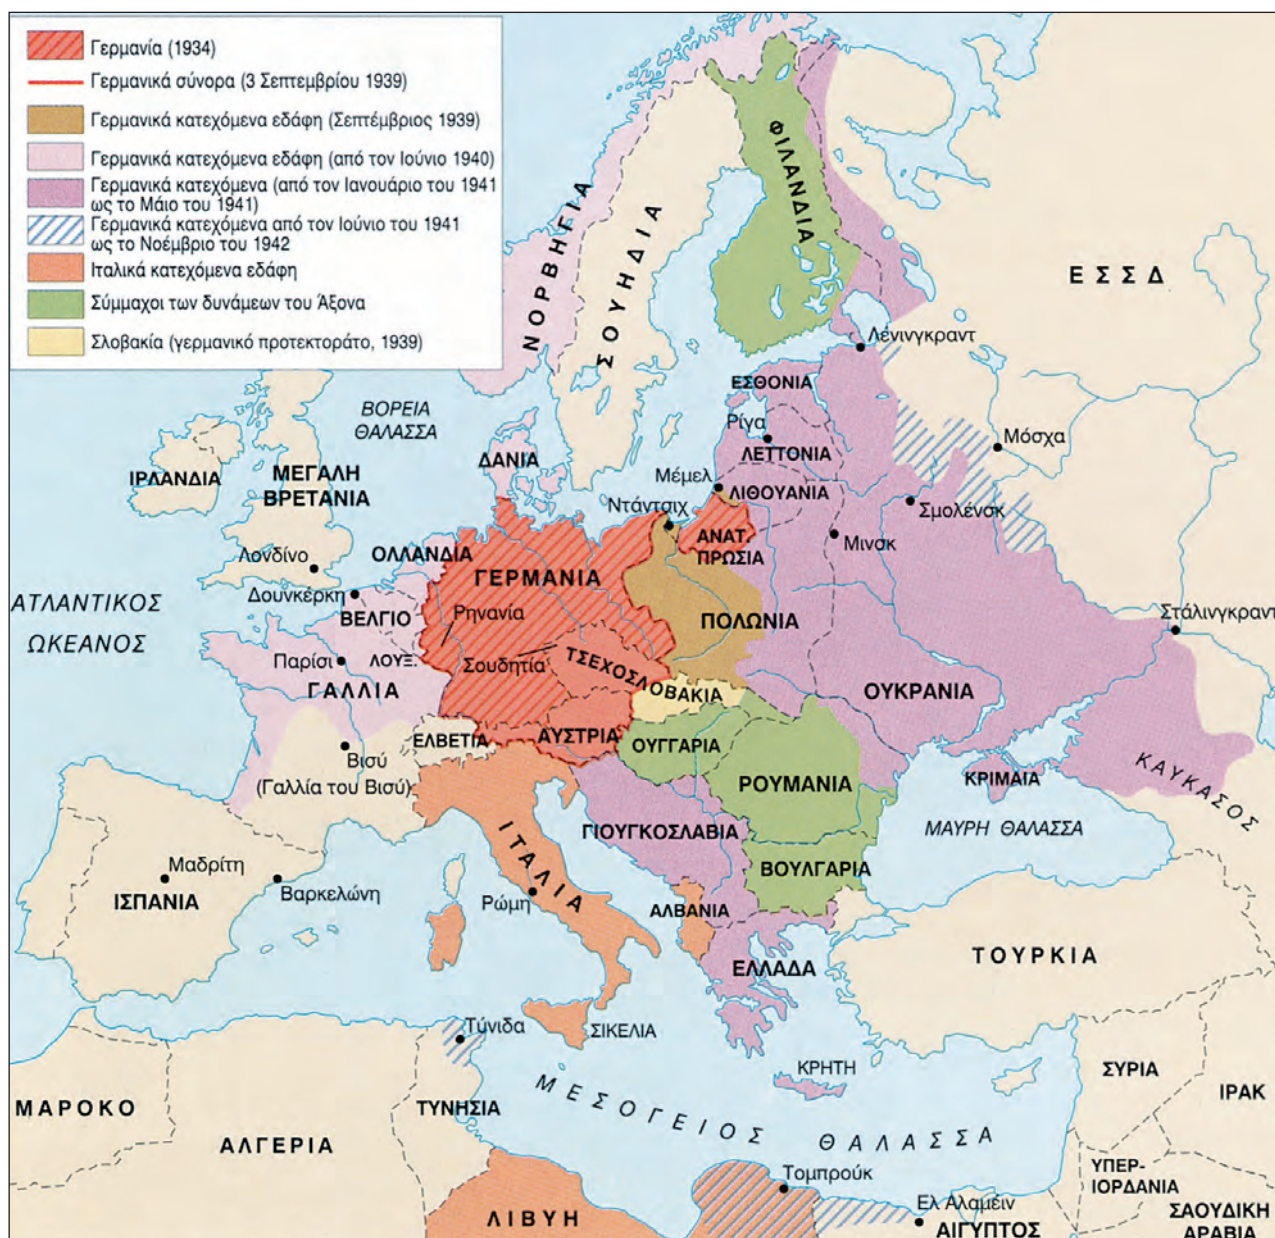 Γερμανία (1934)
Γερμανικά σύνορα (3 Σεπτεμβρίου 1939)
Γερμανικά κατεχόμενα εδάφη (Σεπτέμβριος 1939)
Γερμανικά κατεχόμενα εδάφη (από τον Ιούνιο 1940)
Γερμανικά κατεχόμενα (από τον Ιανουάριο του 1941
ως το Μάιο του 1941)
Γερμανικά κατεχόμενα από τον Ιούνιο του 1941
ως το Νοέμβριο του 1942
Ιταλικά κατεχόμενα εδάφη
Σύμμαχοι των δυνάμεων του Άξονα
Σλοβακία (γερμανικό προτεκτοράτο, 1939)
ΝΟΡΒΗΓΙΑ
ΣΟΥΗΔΙΑ
ΦΙΛΑΝΔΙΑ
ΕΣΣΔ
Λένινγκραντ
ΕΣΘΟΝΙΑ
ΒΟΡΕΙΑ
ΘΑΛΑΣΣΑ
Ρίγα
ΛΕΤΤΟΝΙΑ
Μόσχα
ΔΑΝΙΑ
ΙΡΛΑΝΔΙΑ
ΜΕΓΑΛΗ
ΒΡΕΤΑΝΙΑ
Μέμελ
ΛΙΘΟΥΑΝΙΑ
Σμολένσκ
Ντάντσιχ
ΑΝΑΤ.
ΠΡΩΣΙΑ
Μινσκ
Λονδίνο
ΟΛΛΑΝΔΙΑ
ΓΕΡΜΑΝΙΑ
Δουνκέρκη
ΑΤΛΑΝΤΙΚΟΣ
ΩΚΕΑΝΟΣ
ΒΕΛΓΙΟ
Ρηνανία
ΠΟΛΩΝΙΑ
Στάλινγκραντ
Παρίσι
ΛΟΥΞ.
Σουδητία
ΤΣΕΧΟΣΛΟΒΑΚΙΑ
ΓΑΛΛΙΑ
ΟΥΚΡΑΝΙΑ
ΕΛΒΕΤΙΑ
ΑΥΣΤΡΙΑ
ΟΥΓΓΑΡΙΑ
Βισύ
(Γαλλία του Βισύ)
ΡΟΥΜΑΝΙΑ
ΚΡΙΜΑΙΑ
ΚΑΥΚΑΣΟΣ
ΓΙΟΥΓΚΟΣΛΑΒΙΑ
ΜΑΥΡΗ ΘΑΛΑΣΣΑ
ΙΤΑΛΙΑ
ΒΟΥΛΓΑΡΙΑ
Μαδρίτη
ΙΣΠΑΝΙΑ
Βαρκελώνη
Ρώμη
ΑΛΒΑΝΙΑ
ΕΛΛΑΔΑ
ΤΟΥΡΚΙΑ
Τύνιδα
ΣΙΚΕΛΙΑ
ΚΡΗΤΗ
ΣΥΡΙΑ
ΙΡΑΚ
ΜΑΡΟΚΟ
ΑΛΓΕΡΙΑ
ΤΥΝΗΣΙΑ
ΜΕΣΟΓΕΙΟΣ ΘΑΛΑΣΣΑ
Τομπρούκ
ΥΠΕΡ-
ΙΟΡΔΑΝΙΑ
ΛΙΒΥΗ
Ελ Αλαμέιν
ΑΙΓΥΠΤΟΣ
ΣΑΟΥΔΙΚΗ
ΑΡΑΒΙΑ